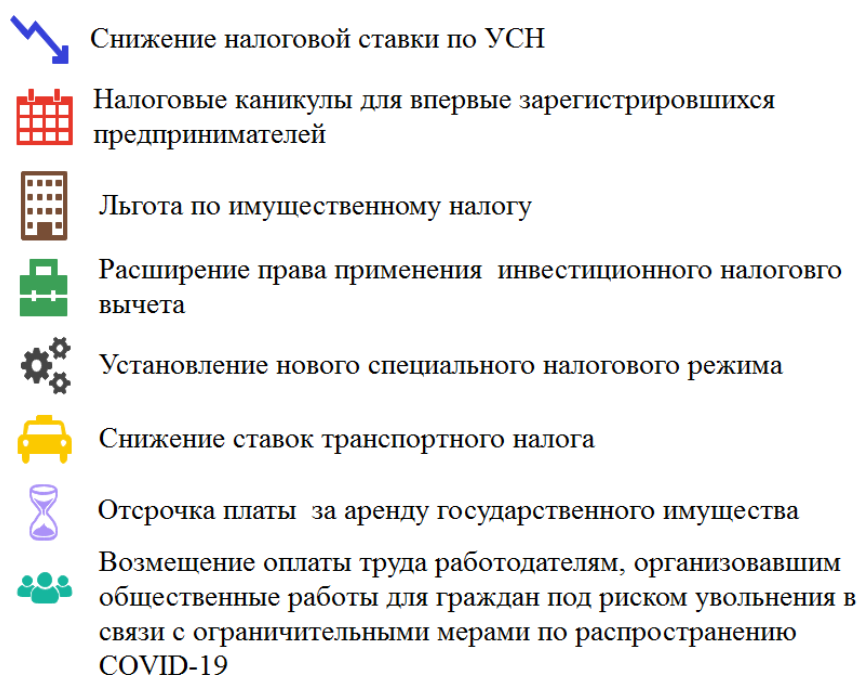 Снижение налоговой ставки по УСН
Налоговые каникулы для впервые зарегистрировшихся
предпринимателей
Льгота по имущественному налогу
Расширение права применения инвестиционного налоговго
вычета
Установление нового специального налогового режима
Снижение ставок транспортного налога
Отсрочка платы за аренду государственного имущества
Возмещение оплаты труда работодателям, организовавшим
общественные работы для граждан под риском увольнения в
связи с ограничительными мерами по распространению
COVID-19